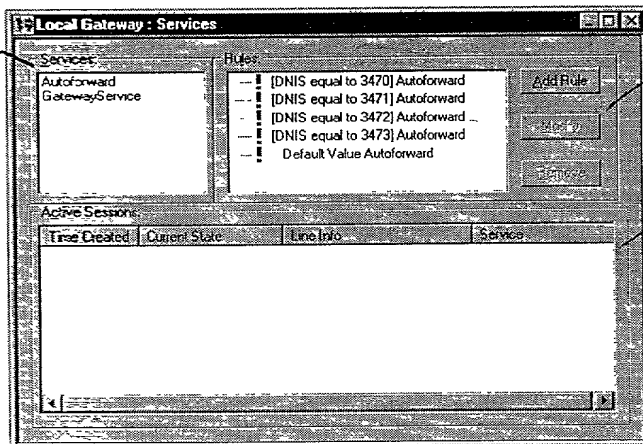 Local Gateway : Services
Services:
Autoforward
GatewayService
Rules:
[DNIS equal to 3470] Autoforward
[DNIS equal to 3471] Autoforward
[DNIS equal to 3472] Autoforward
[DNIS equal to 3473] Autoforward
Default Value Autoforward
Add Rule
Modify
Remove
Active Sessions:
Time Created Current State Line Info Service